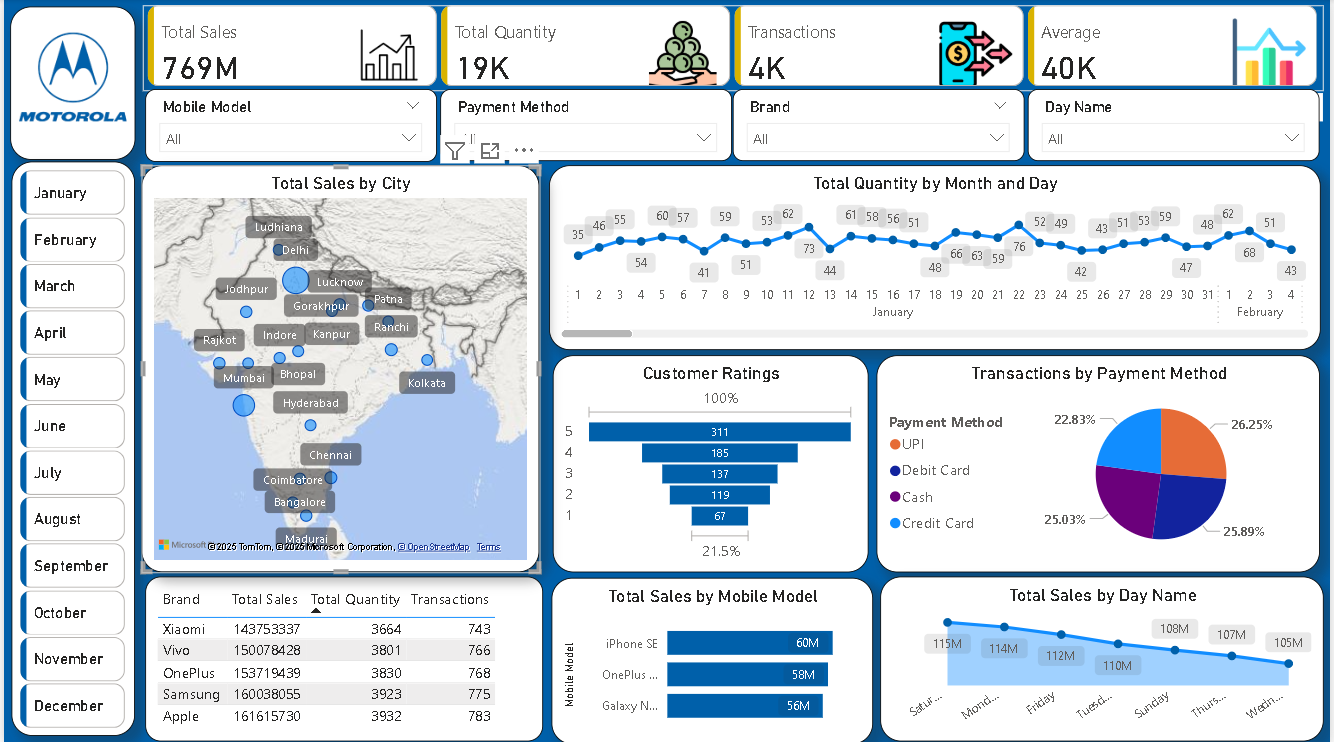 MOTOROLA
Total Sales
769M
Total Quantity
19K
Transactions
4K
Average
40K
Mobile Model
All
Payment Method
Brand
All
Day Name
All
January
February
March
April
May
June
July
August
September
October
November
December
Total Sales by City
Ludhiana
Delhi
Lucknow
Jodhpur
Gorakhpur
Patna
Ranchi
Rajkot
Indore
Kanpur
Mumbai
Bhopal
Kolkata
Hyderabad
Chennai
Coimbatore
Bangalore
Madurai
Microsoft
© 2025 TomTom, © 2025 Microsoft Corporation, © OpenStreetMap Terms
Total Quantity by Month and Day
35 46 55 54 60 57 41 59 51 53 62 73 44 61 58 56 51 48 66 63 59 76 52 49 42 43 51 53 59 47 48 62 68 51 43
1 2 3 4 5 6 7 8 9 10 11 12 13 14 15 16 17 18 19 20 21 22 23 24 25 26 27 28 29 30 31 1 2 3 4
January February
Customer Ratings
100%
5 311
4 185
3 137
2 119
1 67
21.5%
Transactions by Payment Method
Payment Method
UPI
Debit Card
Cash
Credit Card
22.83%
26.25%
25.03%
25.89%
Brand Total Sales Total Quantity Transactions
Xiaomi 143753337 3664 743
Vivo 150078428 3801 766
OnePlus 153719439 3830 768
Samsung 160038055 3923 775
Apple 161615730 3932 783
Total Sales by Mobile Model
Mobile Model
iPhone SE 60M
OnePlus ... 58M
Galaxy N... 56M
Total Sales by Day Name
115M 114M 112M 110M 108M 107M 105M
Satur... Mond... Friday Tuesd... Sunday Thurs... Wedn...